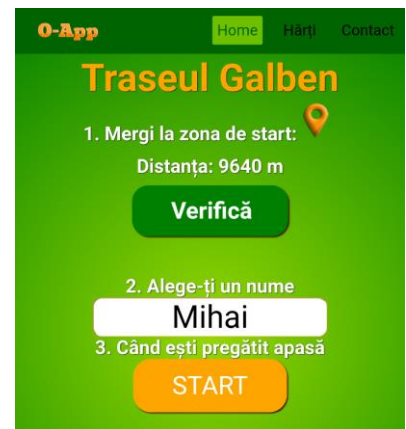 O-App Home Hărți Contact
Traseul Galben
1. Mergi la zona de start:
Distanța: 9640 m
Verifică
2. Alege-ți un nume
Mihai
3. Când ești pregătit apasă
START